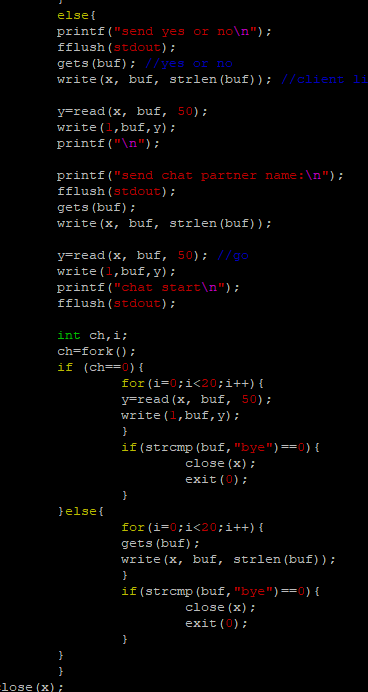 }
else{
printf("send yes or no\n");
fflush(stdout);
gets(buf); //yes or no
write(x, buf, strlen(buf)); //client li
y=read(x, buf, 50);
write(1,buf,y);
printf("\n");
printf("send chat partner name:\n");
fflush(stdout);
gets(buf);
write(x, buf, strlen(buf));
y=read(x, buf, 50); //go
write(1,buf,y);
printf("chat start\n");
fflush(stdout);
int ch,i;
ch=fork();
if (ch==0){
for(i=0;i<20;i++){
y=read(x, buf, 50);
write(1,buf,y);
}
if(strcmp(buf,"bye")==0){
close(x);
exit(0);
}
}else{
for(i=0;i<20;i++){
gets(buf);
write(x, buf, strlen(buf));
}
if(strcmp(buf,"bye")==0){
close(x);
exit(0);
}
}
}
lose(x);